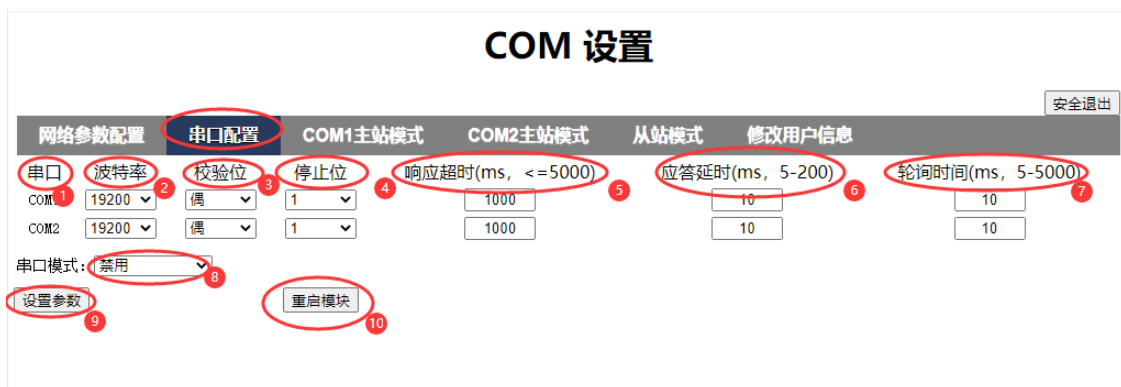 COM 设置
安全退出
网络参数配置 串口配置 COM1主站模式 COM2主站模式 从站模式 修改用户信息
串口 波特率 校验位 停止位 响应超时(ms, <=5000) 应答延时(ms, 5-200) 轮询时间(ms, 5-5000)
1 2 3 4 5 6 7
19200 偶 1 1000 10 10
COM2 19200 偶 1 1000 10 10
串口模式: 禁用
8
设置参数 重启模块
9 10